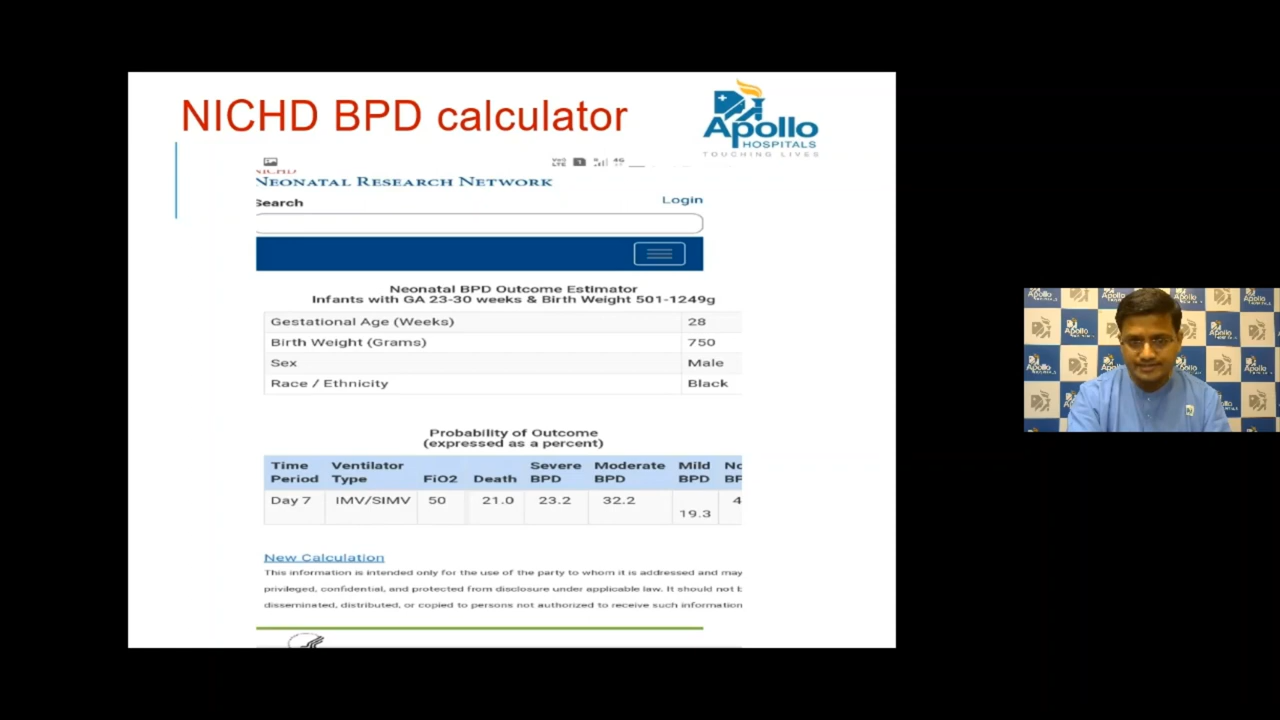 NICHD BPD calculator
Apollo
HOSPITALS
TOUCHING LIVES
NICHD
NEONATAL RESEARCH NETWORK
Search
Login
Neonatal BPD Outcome Estimator
Infants with GA 23-30 weeks & Birth Weight 501-1249g
Gestational Age (Weeks) 28
Birth Weight (Grams) 750
Sex Male
Race / Ethnicity Black
Probability of Outcome
(expressed as a percent)
Time Period Ventilator Type FiO2 Death Severe BPD Moderate BPD Mild BPD
Day 7 IMV/SIMV 50 21.0 23.2 32.2 19.3 4
New Calculation
This information is intended only for the use of the party to whom it is addressed and may
privileged, confidential, and protected from disclosure under applicable law. It should not
disseminated, distributed, or copied to persons not authorized to receive such information
Apollo